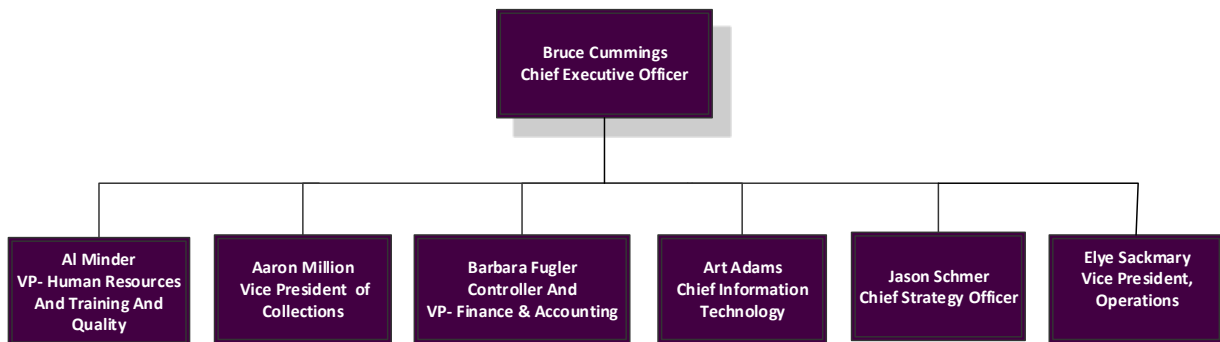 Bruce Cummings
Chief Executive Officer
Al Minder
VP- Human Resources
And Training And
Quality
Aaron Million
Vice President of
Collections
Barbara Fugler
Controller And
VP- Finance & Accounting
Art Adams
Chief Information
Technology
Jason Schmer
Chief Strategy Officer
Elye Sackmary
Vice President,
Operations